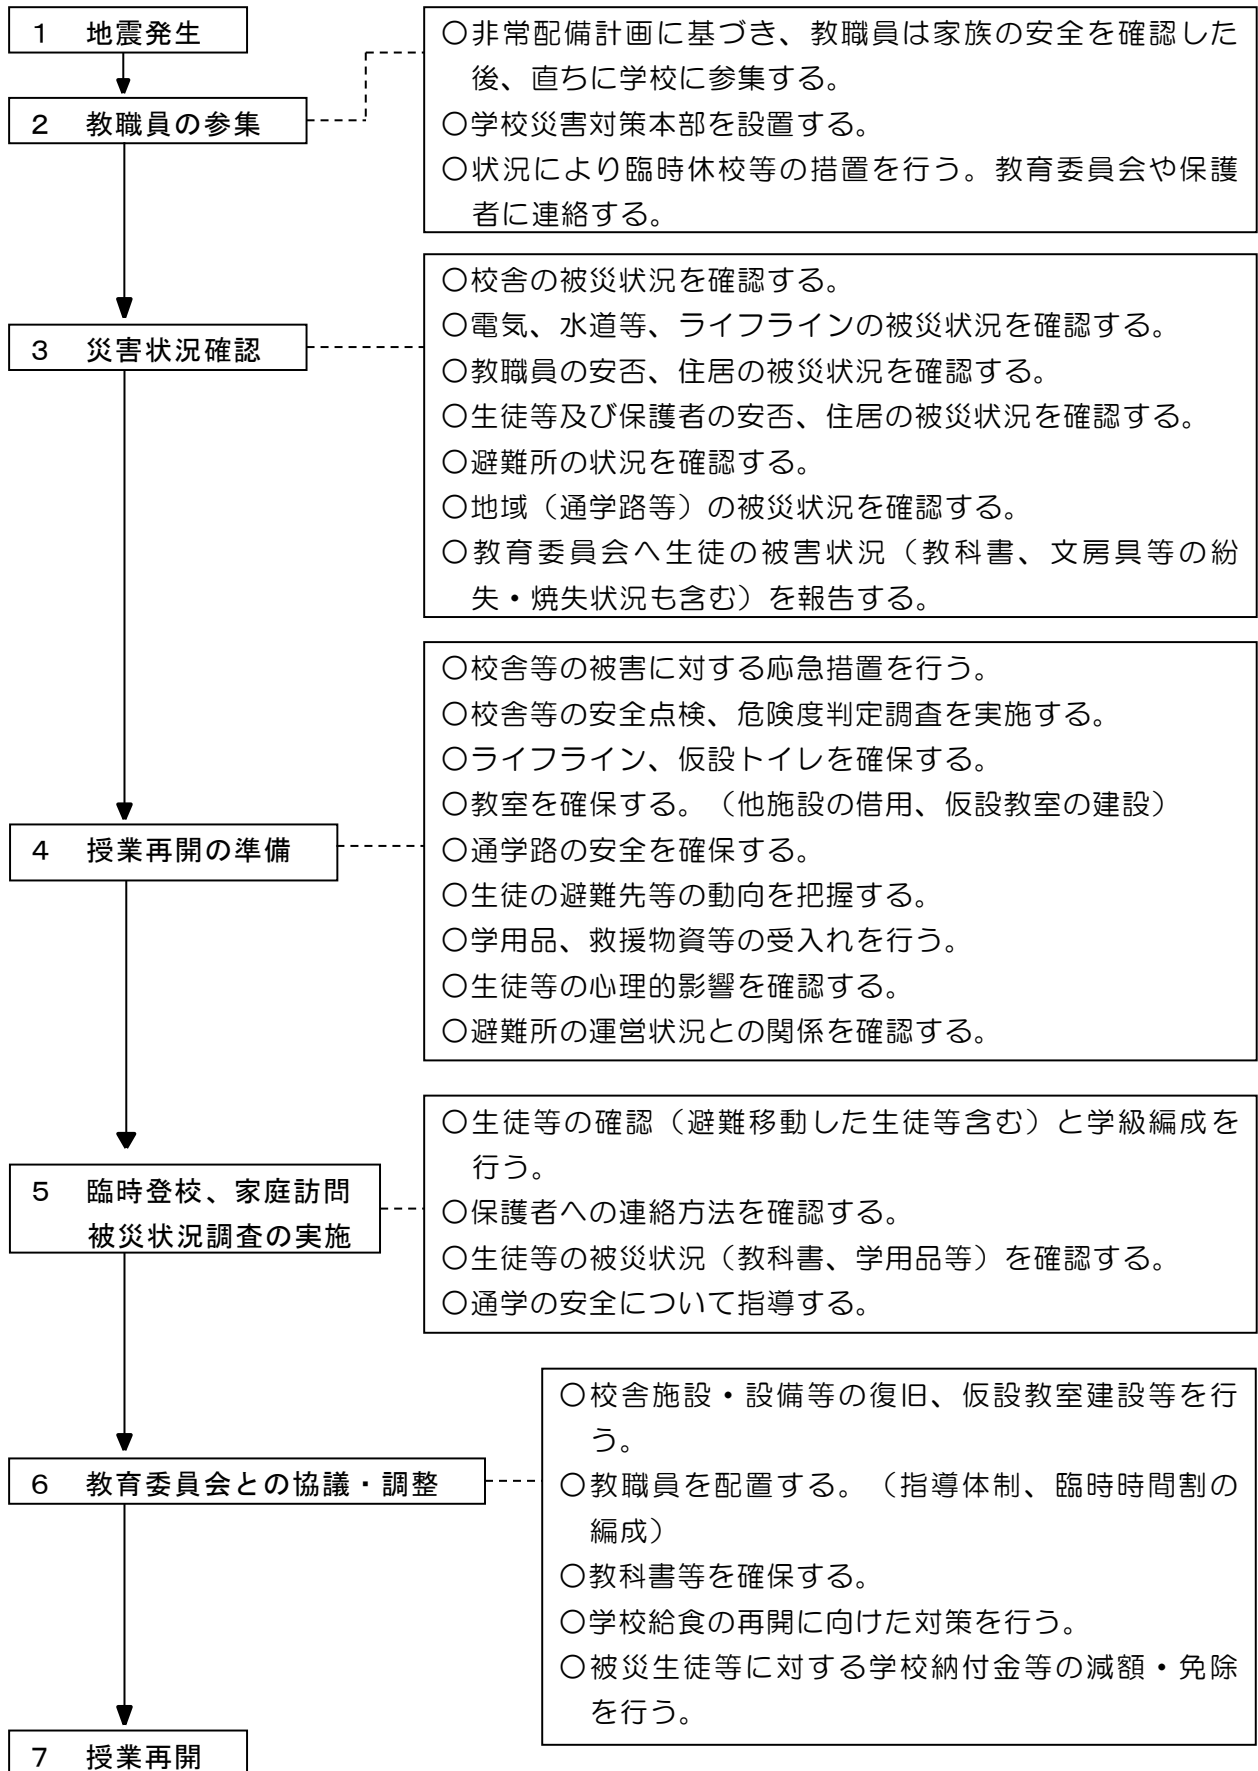 １　地震発生
○非常配備計画に基づき、教職員は家族の安全を確認した
後、直ちに学校に参集する。
○学校災害対策本部を設置する。
○状況により臨時休校等の措置を行う。教育委員会や保護
者に連絡する。
２　教職員の参集
○校舎の被災状況を確認する。
○電気、水道等、ライフラインの被災状況を確認する。
○教職員の安否、住居の被災状況を確認する。
○生徒等及び保護者の安否、住居の被災状況を確認する。
○避難所の状況を確認する。
○地域（通学路等）の被災状況を確認する。
○教育委員会へ生徒の被害状況（教科書、文房具等の紛
失・焼失状況も含む）を報告する。
３　災害状況確認
○校舎等の被害に対する応急措置を行う。
○校舎等の安全点検、危険度判定調査を実施する。
○ライフライン、仮設トイレを確保する。
○教室を確保する。（他施設の借用、仮設教室の建設）
○通学路の安全を確保する。
○生徒の避難先等の動向を把握する。
○学用品、救援物資等の受入れを行う。
○生徒等の心理的影響を確認する。
○避難所の運営状況との関係を確認する。
４　授業再開の準備
○生徒等の確認（避難移動した生徒等含む）と学級編成を
行う。
○保護者への連絡方法を確認する。
○生徒等の被災状況（教科書、学用品等）を確認する。
○通学の安全について指導する。
５　臨時登校、家庭訪問
被災状況調査の実施
○校舎施設・設備等の復旧、仮設教室建設等を行
う。
○教職員を配置する。（指導体制、臨時時間割の
編成）
○教科書等を確保する。
○学校給食の再開に向けた対策を行う。
○被災生徒等に対する学校納付金等の減額・免除
を行う。
６　教育委員会との協議・調整
７　授業再開